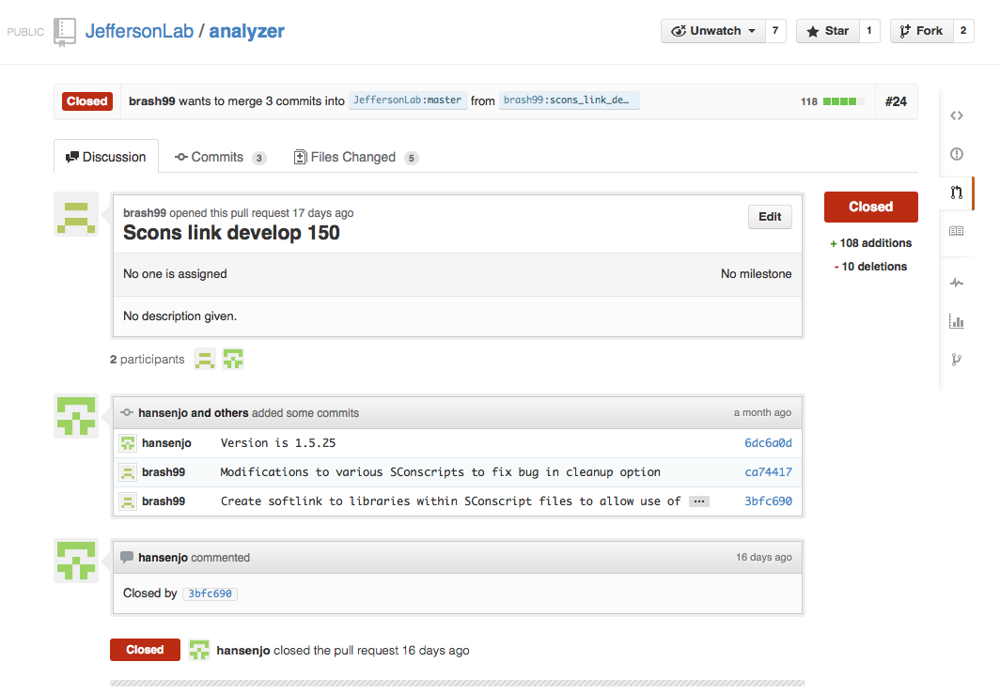 PUBLIC JeffersonLab / analyzer Unwatch 7 Star 1 Fork 2
Closed brash99 wants to merge 3 commits into JeffersonLab:master from brash99:scons_link_de… 118 #24
Discussion Commits 3 Files Changed 5
brash99 opened this pull request 17 days ago
Scons link develop 150
Edit
Closed
+ 108 additions
- 10 deletions
No one is assigned No milestone
No description given.
2 participants
hansenjo and others added some commits a month ago
hansenjo Version is 1.5.25 6dc6a0d
brash99 Modifications to various SConscripts to fix bug in cleanup option ca74417
brash99 Create softlink to libraries within SConscript files to allow use of … 3bfc690
hansenjo commented 16 days ago
Closed by 3bfc690
Closed hansenjo closed the pull request 16 days ago